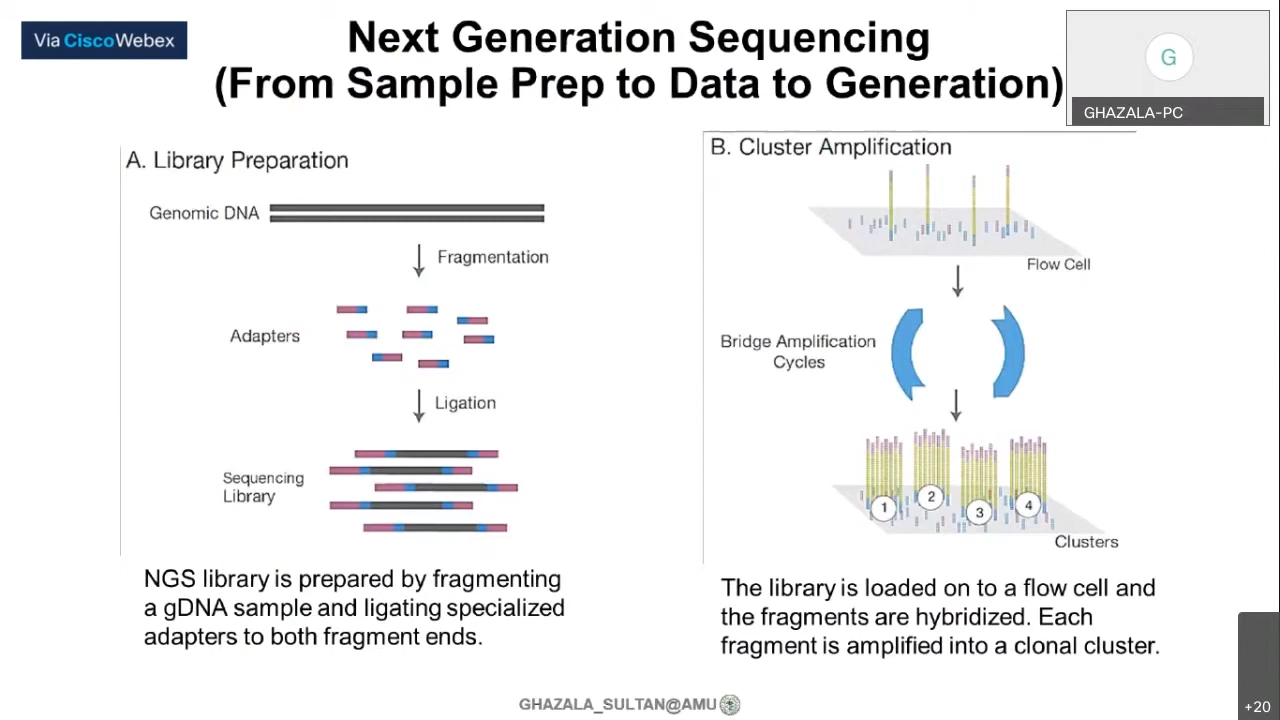 Via Cisco Webex
Next Generation Sequencing
(From Sample Prep to Data to Generation)
G
GHAZALA-PC
A. Library Preparation
Genomic DNA
Fragmentation
Adapters
Ligation
Sequencing
Library
NGS library is prepared by fragmenting
a gDNA sample and ligating specialized
adapters to both fragment ends.
B. Cluster Amplification
Flow Cell
Bridge Amplification
Cycles
1
2
3
4
Clusters
The library is loaded on to a flow cell and
the fragments are hybridized. Each
fragment is amplified into a clonal cluster.
GHAZALA_SULTAN@AMU
+20